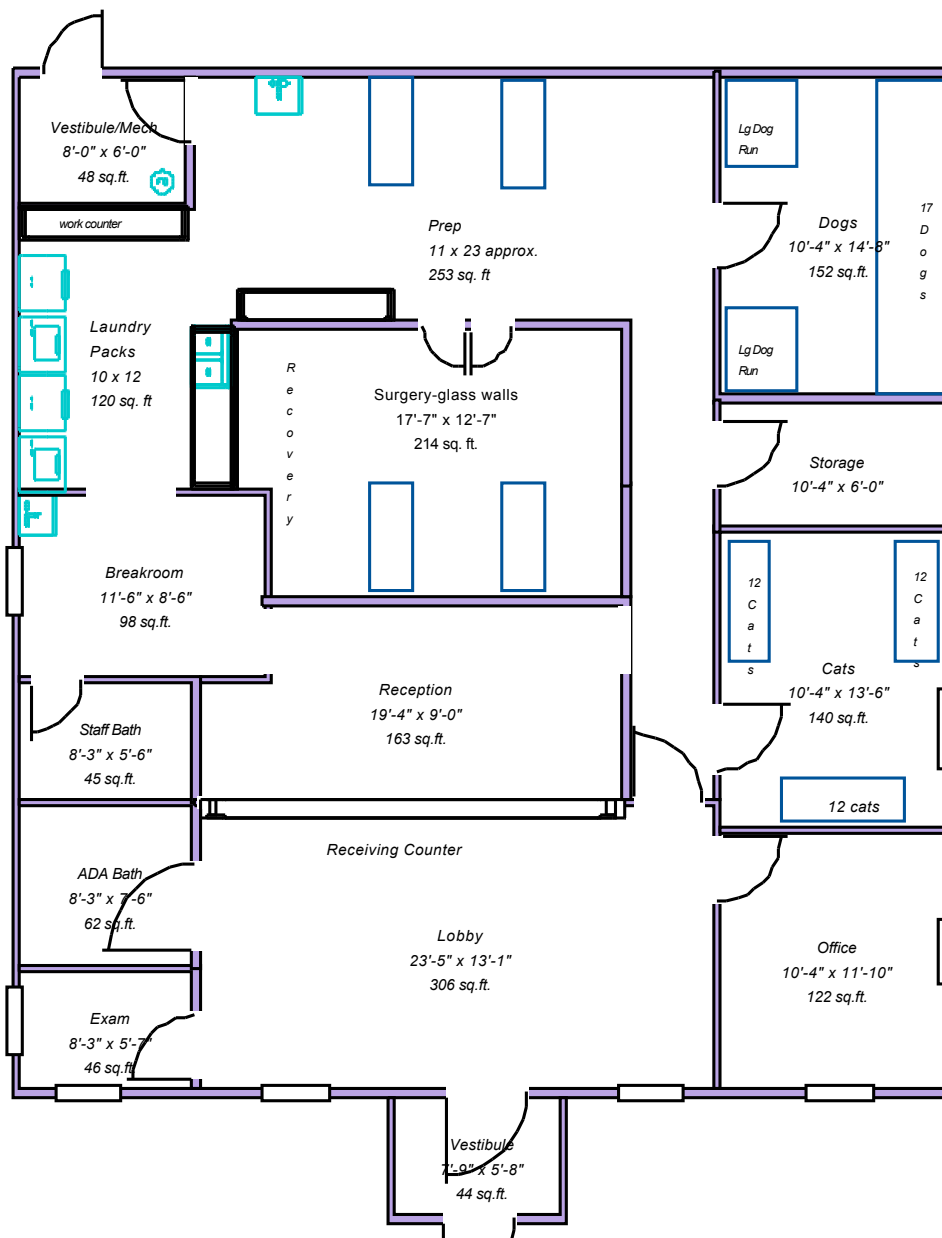 Vestibule/Mech
8'-0" x 6'-0"
48 sq.ft.
work counter
Laundry
Packs
10 x 12
120 sq. ft
Prep
11 x 23 approx.
253 sq. ft
Lg Dog
Run
Dogs
10'-4" x 14'-8"
152 sq.ft.
17
D
o
g
s
Lg Dog
Run
R
e
c
o
v
e
r
y
Surgery-glass walls
17'-7" x 12'-7"
214 sq. ft.
Storage
10'-4" x 6'-0"
Breakroom
11'-6" x 8'-6"
98 sq.ft.
12
C
a
t
s
12
C
a
t
s
Cats
10'-4" x 13'-6"
140 sq.ft.
12 cats
Reception
19'-4" x 9'-0"
163 sq.ft.
Staff Bath
8'-3" x 5'-6"
45 sq.ft.
Receiving Counter
ADA Bath
8'-3" x 7'-6"
62 sq.ft.
Lobby
23'-5" x 13'-1"
306 sq.ft.
Office
10'-4" x 11'-10"
122 sq.ft.
Exam
8'-3" x 5'-7"
46 sq.ft.
Vestibule
7'-9" x 5'-8"
44 sq.ft.